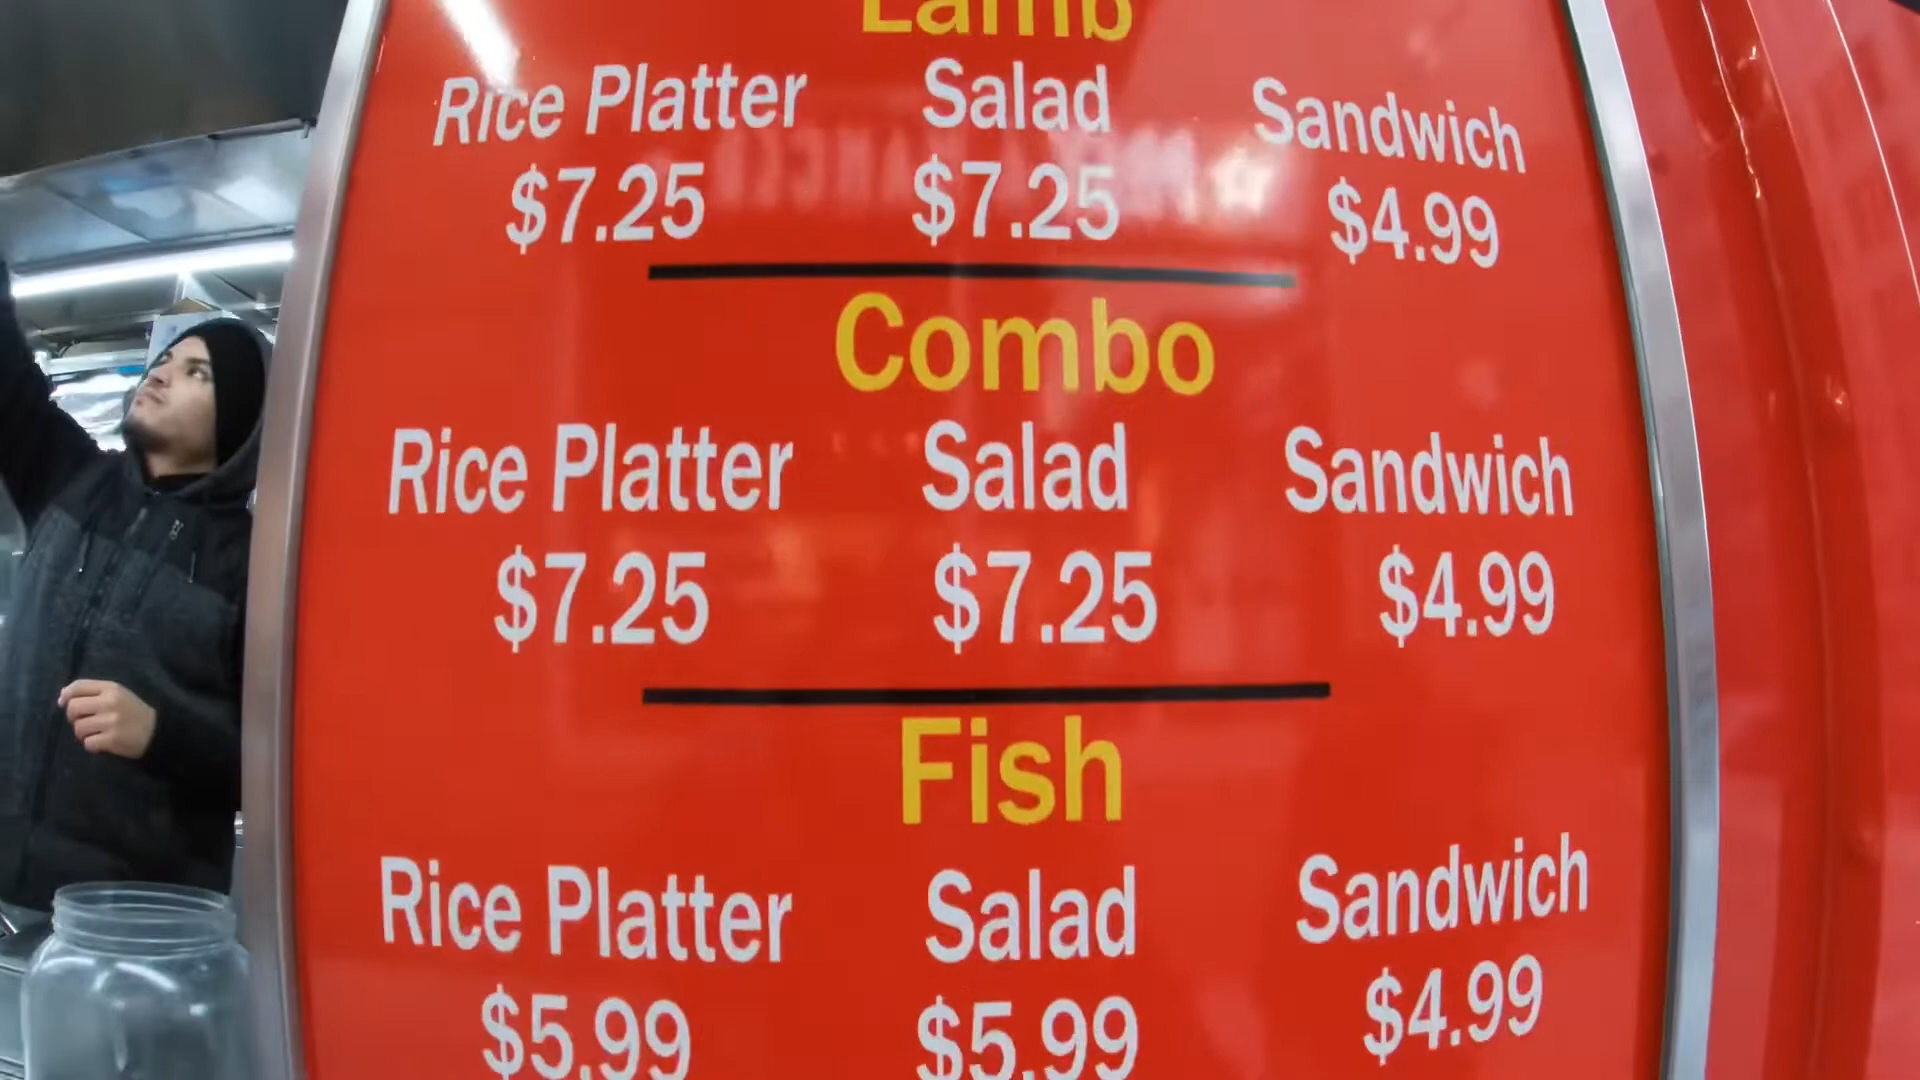 Lamb
Rice Platter Salad Sandwich
$7.25 $7.25 $4.99
Combo
Rice Platter Salad Sandwich
$7.25 $7.25 $4.99
Fish
Rice Platter Salad Sandwich
$5.99 $5.99 $4.99